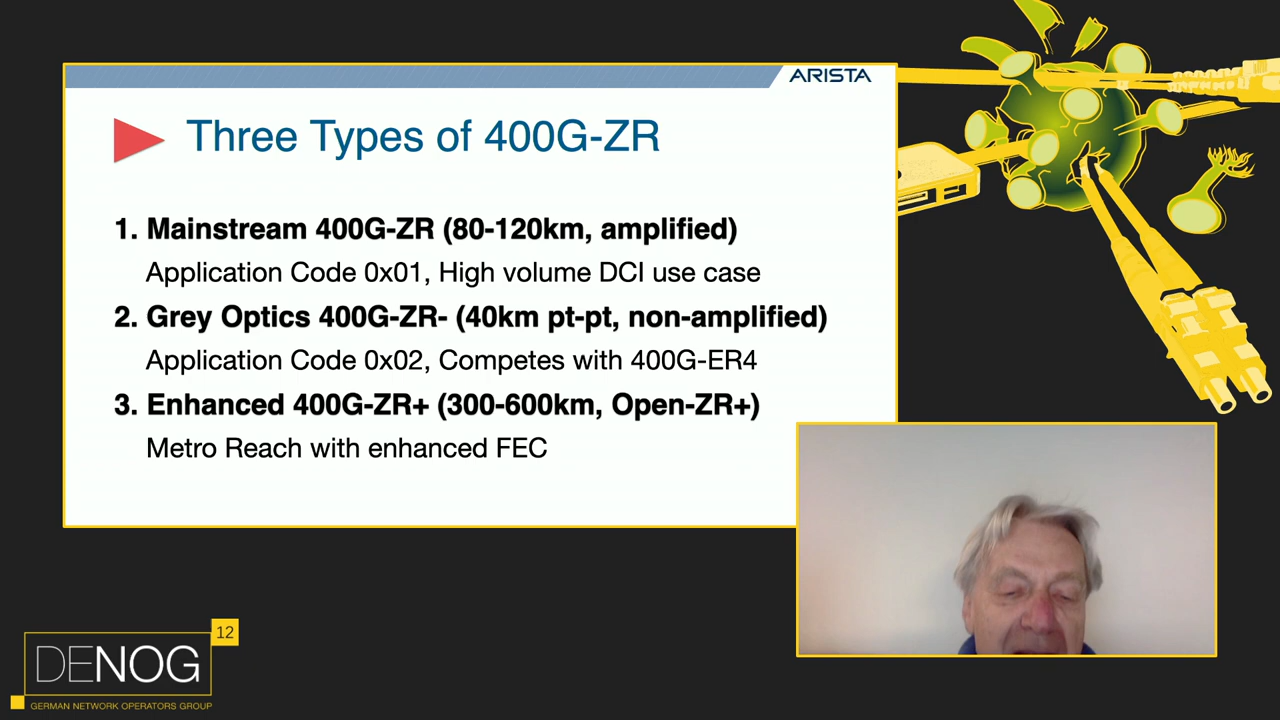 ARISTA
Three Types of 400G-ZR
1. Mainstream 400G-ZR (80-120km, amplified)
Application Code 0x01, High volume DCI use case
2. Grey Optics 400G-ZR- (40km pt-pt, non-amplified)
Application Code 0x02, Competes with 400G-ER4
3. Enhanced 400G-ZR+ (300-600km, Open-ZR+)
Metro Reach with enhanced FEC
12
DENOG
GERMAN NETWORK OPERATORS GROUP